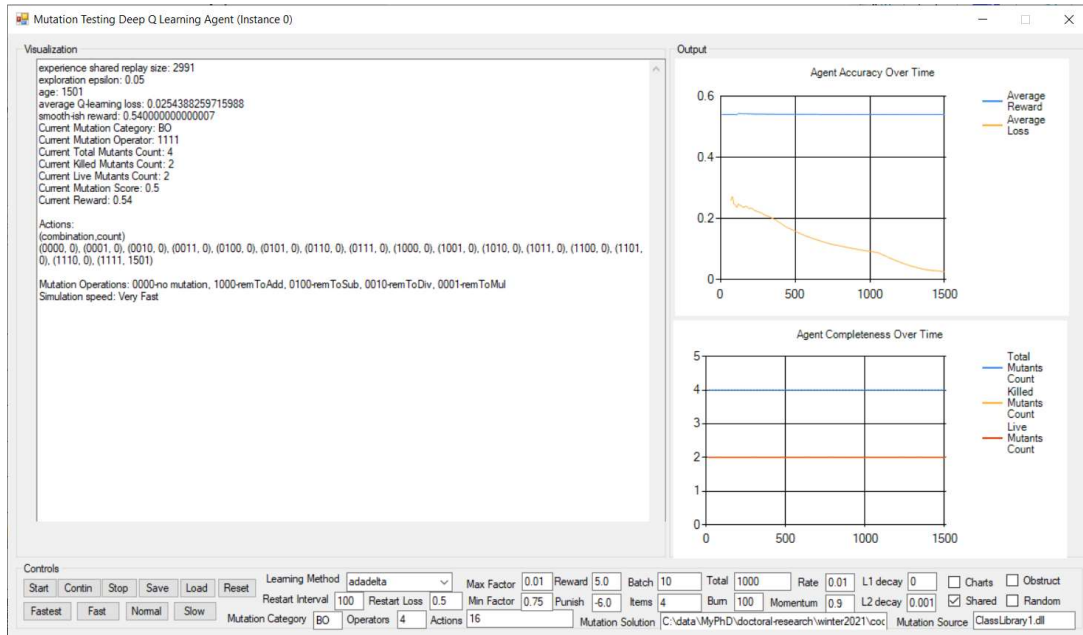 Mutation Testing Deep Q Learning Agent (Instance 0)
Visualization
experience shared replay size: 2991
exploration epsilon: 0.05
age: 1501
average Q-learning loss: 0.0254388259715988
smooth-ish reward: 0.540000000000007
Current Mutation Category: BO
Current Mutation Operator: 1111
Current Total Mutants Count: 4
Current Killed Mutants Count: 2
Current Live Mutants Count: 2
Current Mutation Score: 0.5
Current Reward: 0.54
Actions:
(combination,count)
(0000, 0), (0001, 0), (0010, 0), (0011, 0), (0100, 0), (0101, 0), (0110, 0), (0111, 0), (1000, 0), (1001, 0), (1010, 0), (1011, 0), (1100, 0), (1101,
0), (1110, 0), (1111, 1501)
Mutation Operations: 0000-no mutation, 1000-remToAdd, 0100-remToSub, 0010-remToDiv, 0001-remToMul
Simulation speed: Very Fast
Output
Agent Accuracy Over Time
0.6
0.4
0.2
0
0 500 1000 1500
Average
Reward
Average
Loss
Agent Completeness Over Time
5
4
3
2
1
0
0 500 1000 1500
Total
Mutants
Count
Killed
Mutants
Count
Live
Mutants
Count
Controls
Start Contin Stop Save Load Reset Learning Method adadelta Max Factor 0.01 Reward 5.0 Batch 10 Total 1000 Rate 0.01 L1 decay 0 Charts Obstruct
Fastest Fast Normal Slow Restart Interval 100 Restart Loss 0.5 Min Factor 0.75 Punish -6.0 Items 4 Burn 100 Momentum 0.9 L2 decay 0.001 Shared Random
Mutation Category BO Operators 4 Actions 16 Mutation Solution C:\data\MyPhD\doctoral-research\winter2021\coc Mutation Source ClassLibrary1.dll